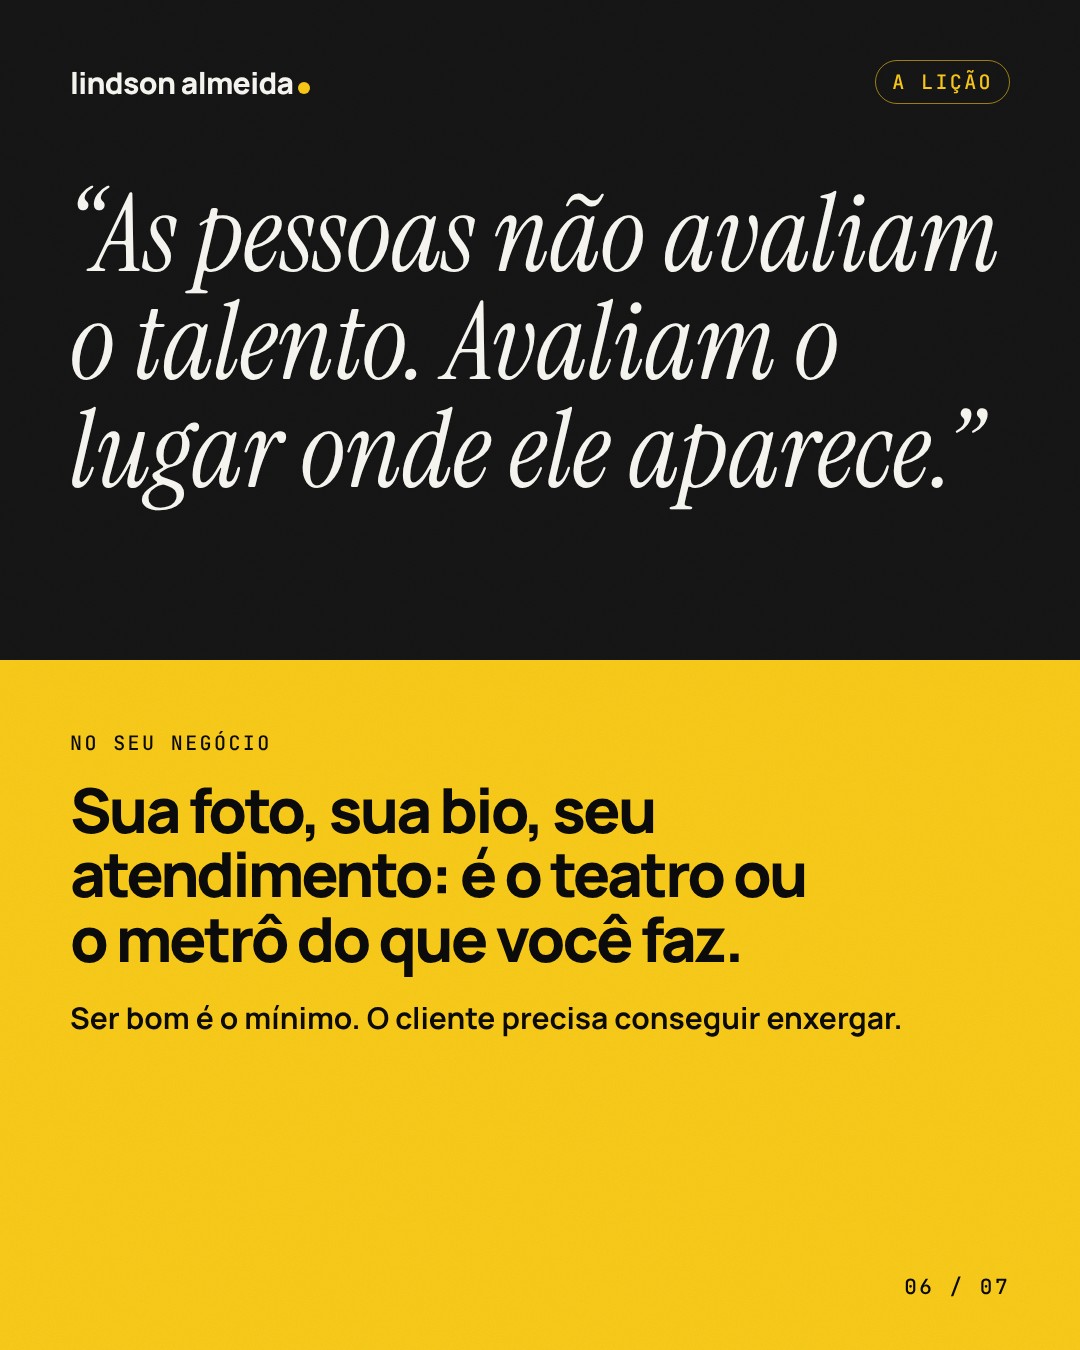 lindson almeida
A LIÇÃO
“As pessoas não avaliam
o talento. Avaliam o
lugar onde ele aparece.”
NO SEU NEGÓCIO
Sua foto, sua bio, seu
atendimento: é o teatro ou
o metrô do que você faz.
Ser bom é o mínimo. O cliente precisa conseguir enxergar.
06 / 07